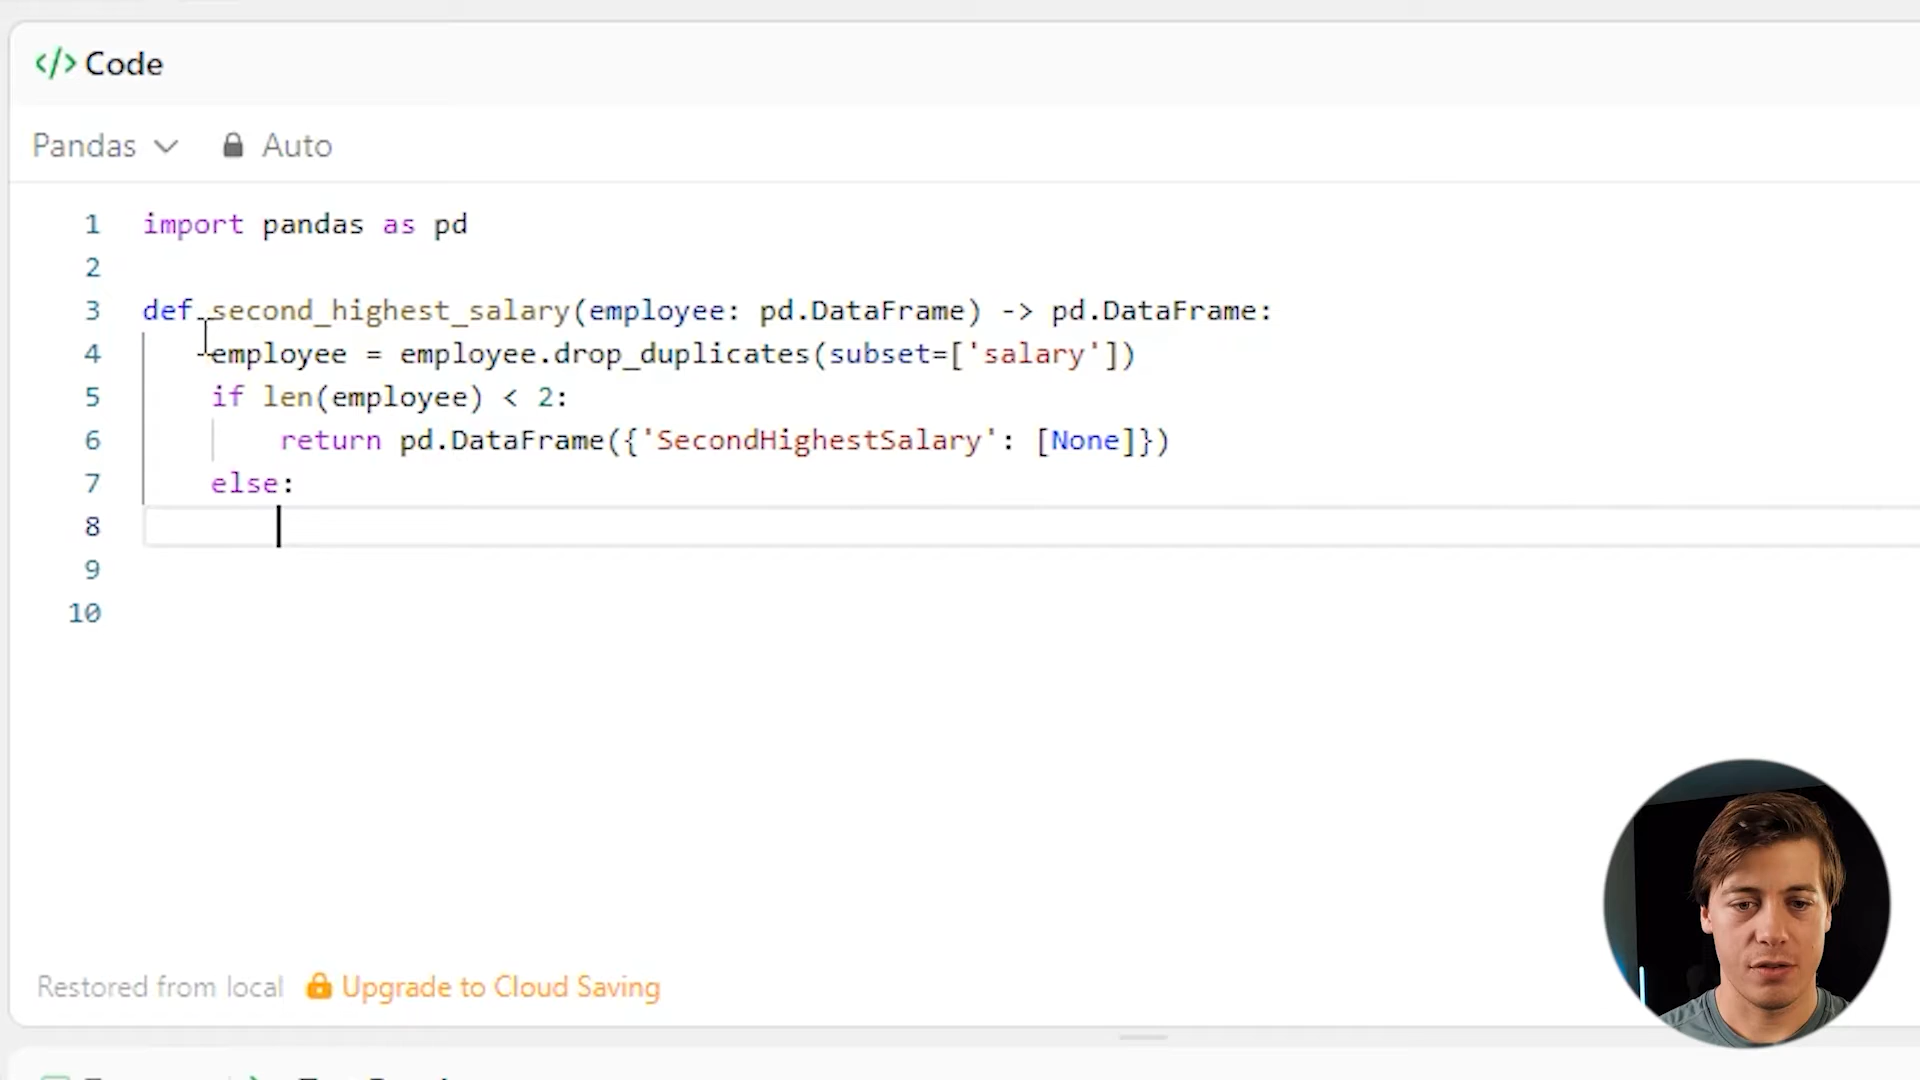 </> Code
Pandas Auto
1 import pandas as pd
2
3 def second_highest_salary(employee: pd.DataFrame) -> pd.DataFrame:
4 employee = employee.drop_duplicates(subset=['salary'])
5 if len(employee) < 2:
6 return pd.DataFrame({'SecondHighestSalary': [None]})
7 else:
8
9
10
Restored from local Upgrade to Cloud Saving